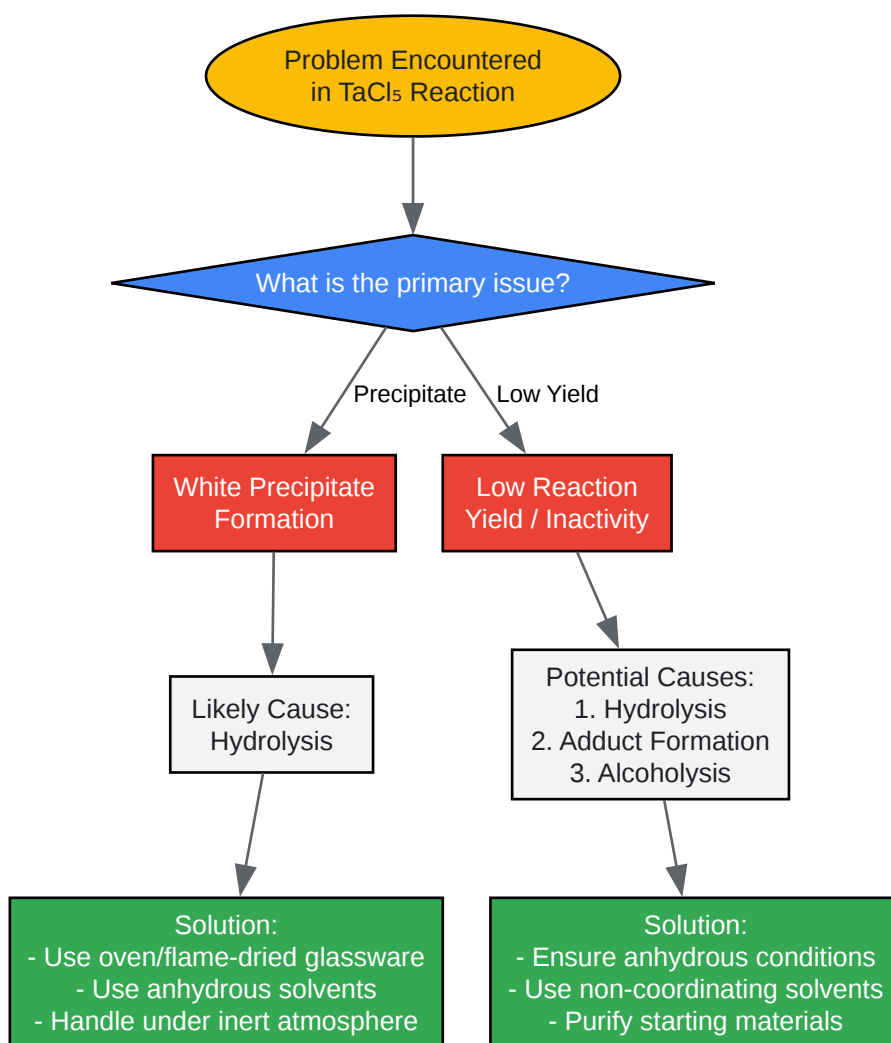 Problem Encountered
in TaCl₅ Reaction
What is the primary issue?
Precipitate
Low Yield
White Precipitate
Formation
Low Reaction
Yield / Inactivity
Likely Cause:
Hydrolysis
Potential Causes:
1. Hydrolysis
2. Adduct Formation
3. Alcoholysis
Solution:
- Use oven/flame-dried glassware
- Use anhydrous solvents
- Handle under inert atmosphere
Solution:
- Ensure anhydrous conditions
- Use non-coordinating solvents
- Purify starting materials